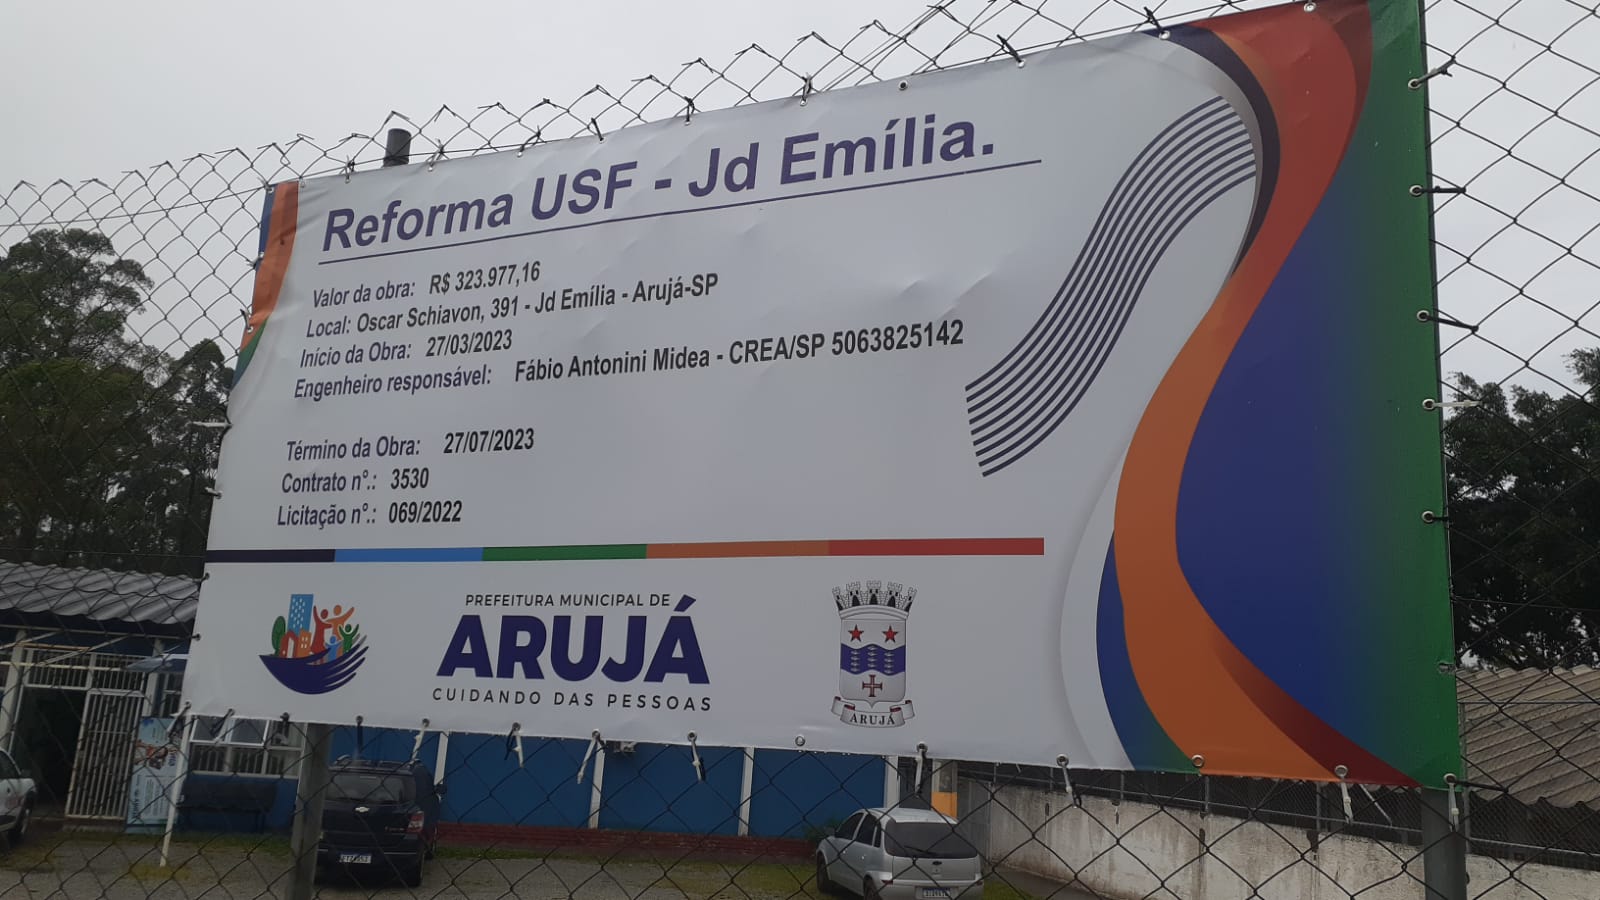 Reforma USF - Jd Emília.
Valor da obra: R$ 323.977,16
Local: Oscar Schiavon, 391 - Jd Emília - Arujá-SP
Início da Obra: 27/03/2023
Engenheiro responsável: Fábio Antonini Midea - CREA/SP 5063825142
Término da Obra: 27/07/2023
Contrato nº.: 3530
Licitação nº.: 069/2022
PREFEITURA MUNICIPAL DE
ARUJÁ
CUIDANDO DAS PESSOAS
ARUJÁ